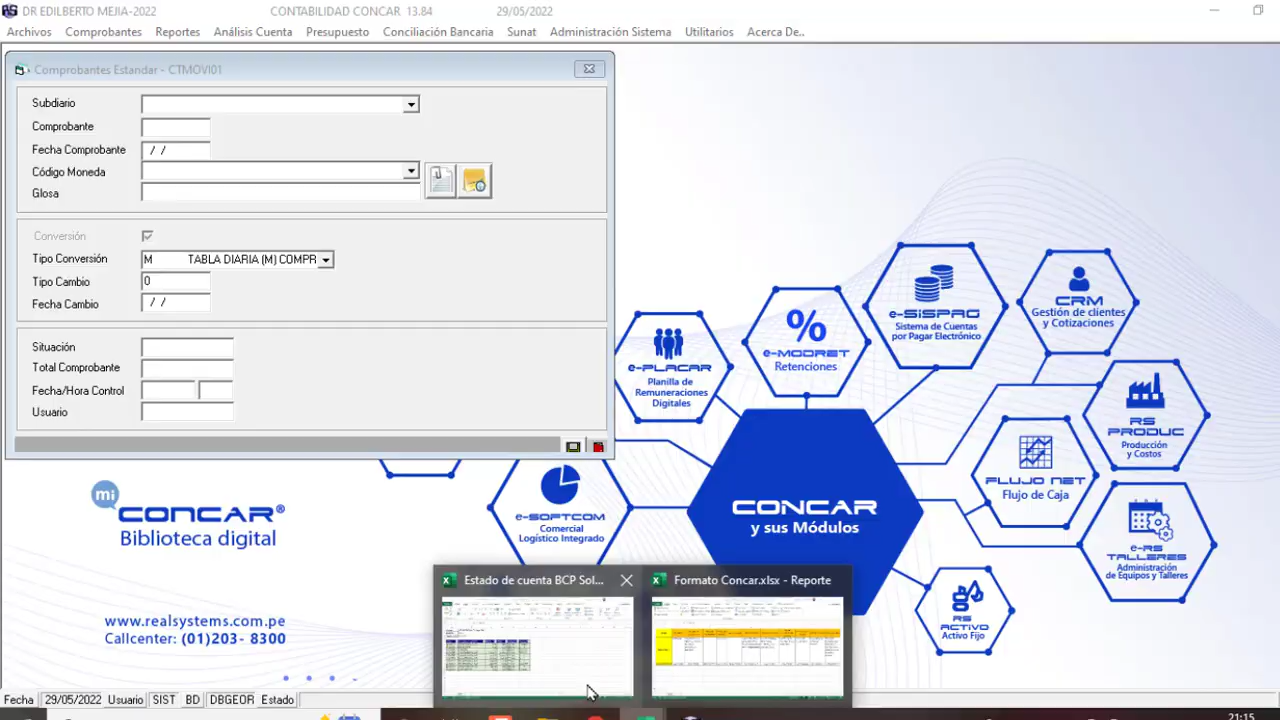 DR EDILBERTO MEJIA-2022
CONTABILIDAD CONCAR 13.84
29/05/2022
Archivos Comprobantes Reportes Análisis Cuenta Presupuesto Conciliación Bancaria Sunat Administración Sistema Utilitarios Acerca De..
Comprobantes Estandar - CTMOVI01
Subdiario
Comprobante
Fecha Comprobante / /
Código Moneda
Glosa
Conversión
Tipo Conversión M TABLA DIARIA (M) COMPR
Tipo Cambio 0
Fecha Cambio / /
Situación
Total Comprobante
Fecha/Hora Control
Usuario
e-PLACAR
Planilla de
Remuneraciones
Digitales
%
e-MODRET
Retenciones
e-SISPAG
Sistema de Cuentas
por Pagar Electrónico
CRM
Gestión de clientes
y Cotizaciones
RS
PRODUC
Producción
y Costos
FLUJO NET
Flujo de Caja
e-RS
TALLERES
Administración
de Equipos y Talleres
RS
ACTIVO
Activo Fijo
e-SOFTCOM
Comercial
Logístico Integrado
CONCAR
y sus Módulos
mi
CONCAR®
Biblioteca digital
www.realsystems.com.pe
Callcenter: (01)203- 8300
Estado de cuenta BCP Sol...
Formato Concar.xlsx - Reporte
Fecha 29/05/2022 Usuario SIST BD DBGEOR Estado
21:15